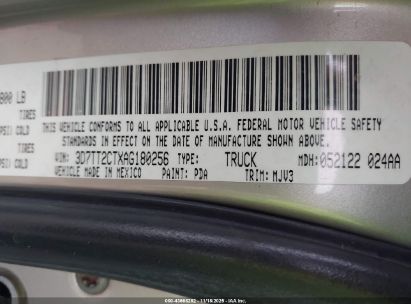 800 LB
TIRES
PSI COLD
TIRES
PSI COLD
THIS VEHICLE CONFORMS TO ALL APPLICABLE U.S.A. FEDERAL MOTOR VEHICLE SAFETY
STANDARDS IN EFFECT ON THE DATE OF MANUFACTURE SHOWN ABOVE.
VIN: 3D7TT2CTXAG180256 TYPE: TRUCK MDH: 052122 024AA
VEHICLE MADE IN MEXICO PAINT: PDA TRIM: MJV3